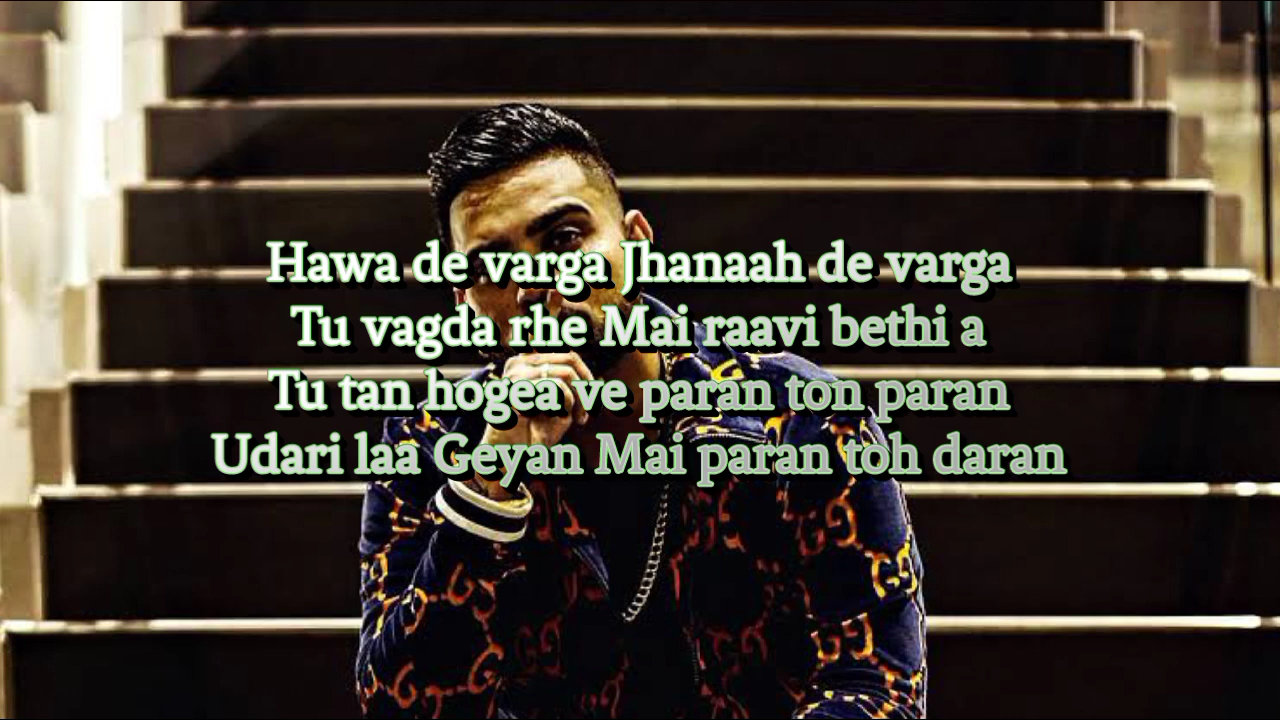 Hawa de varga Jhanaah de varga
Tu vagda rhe Mai raavi bethi a
Tu tan hogea ve paran ton paran
Udari laa Geyan Mai paran toh daran